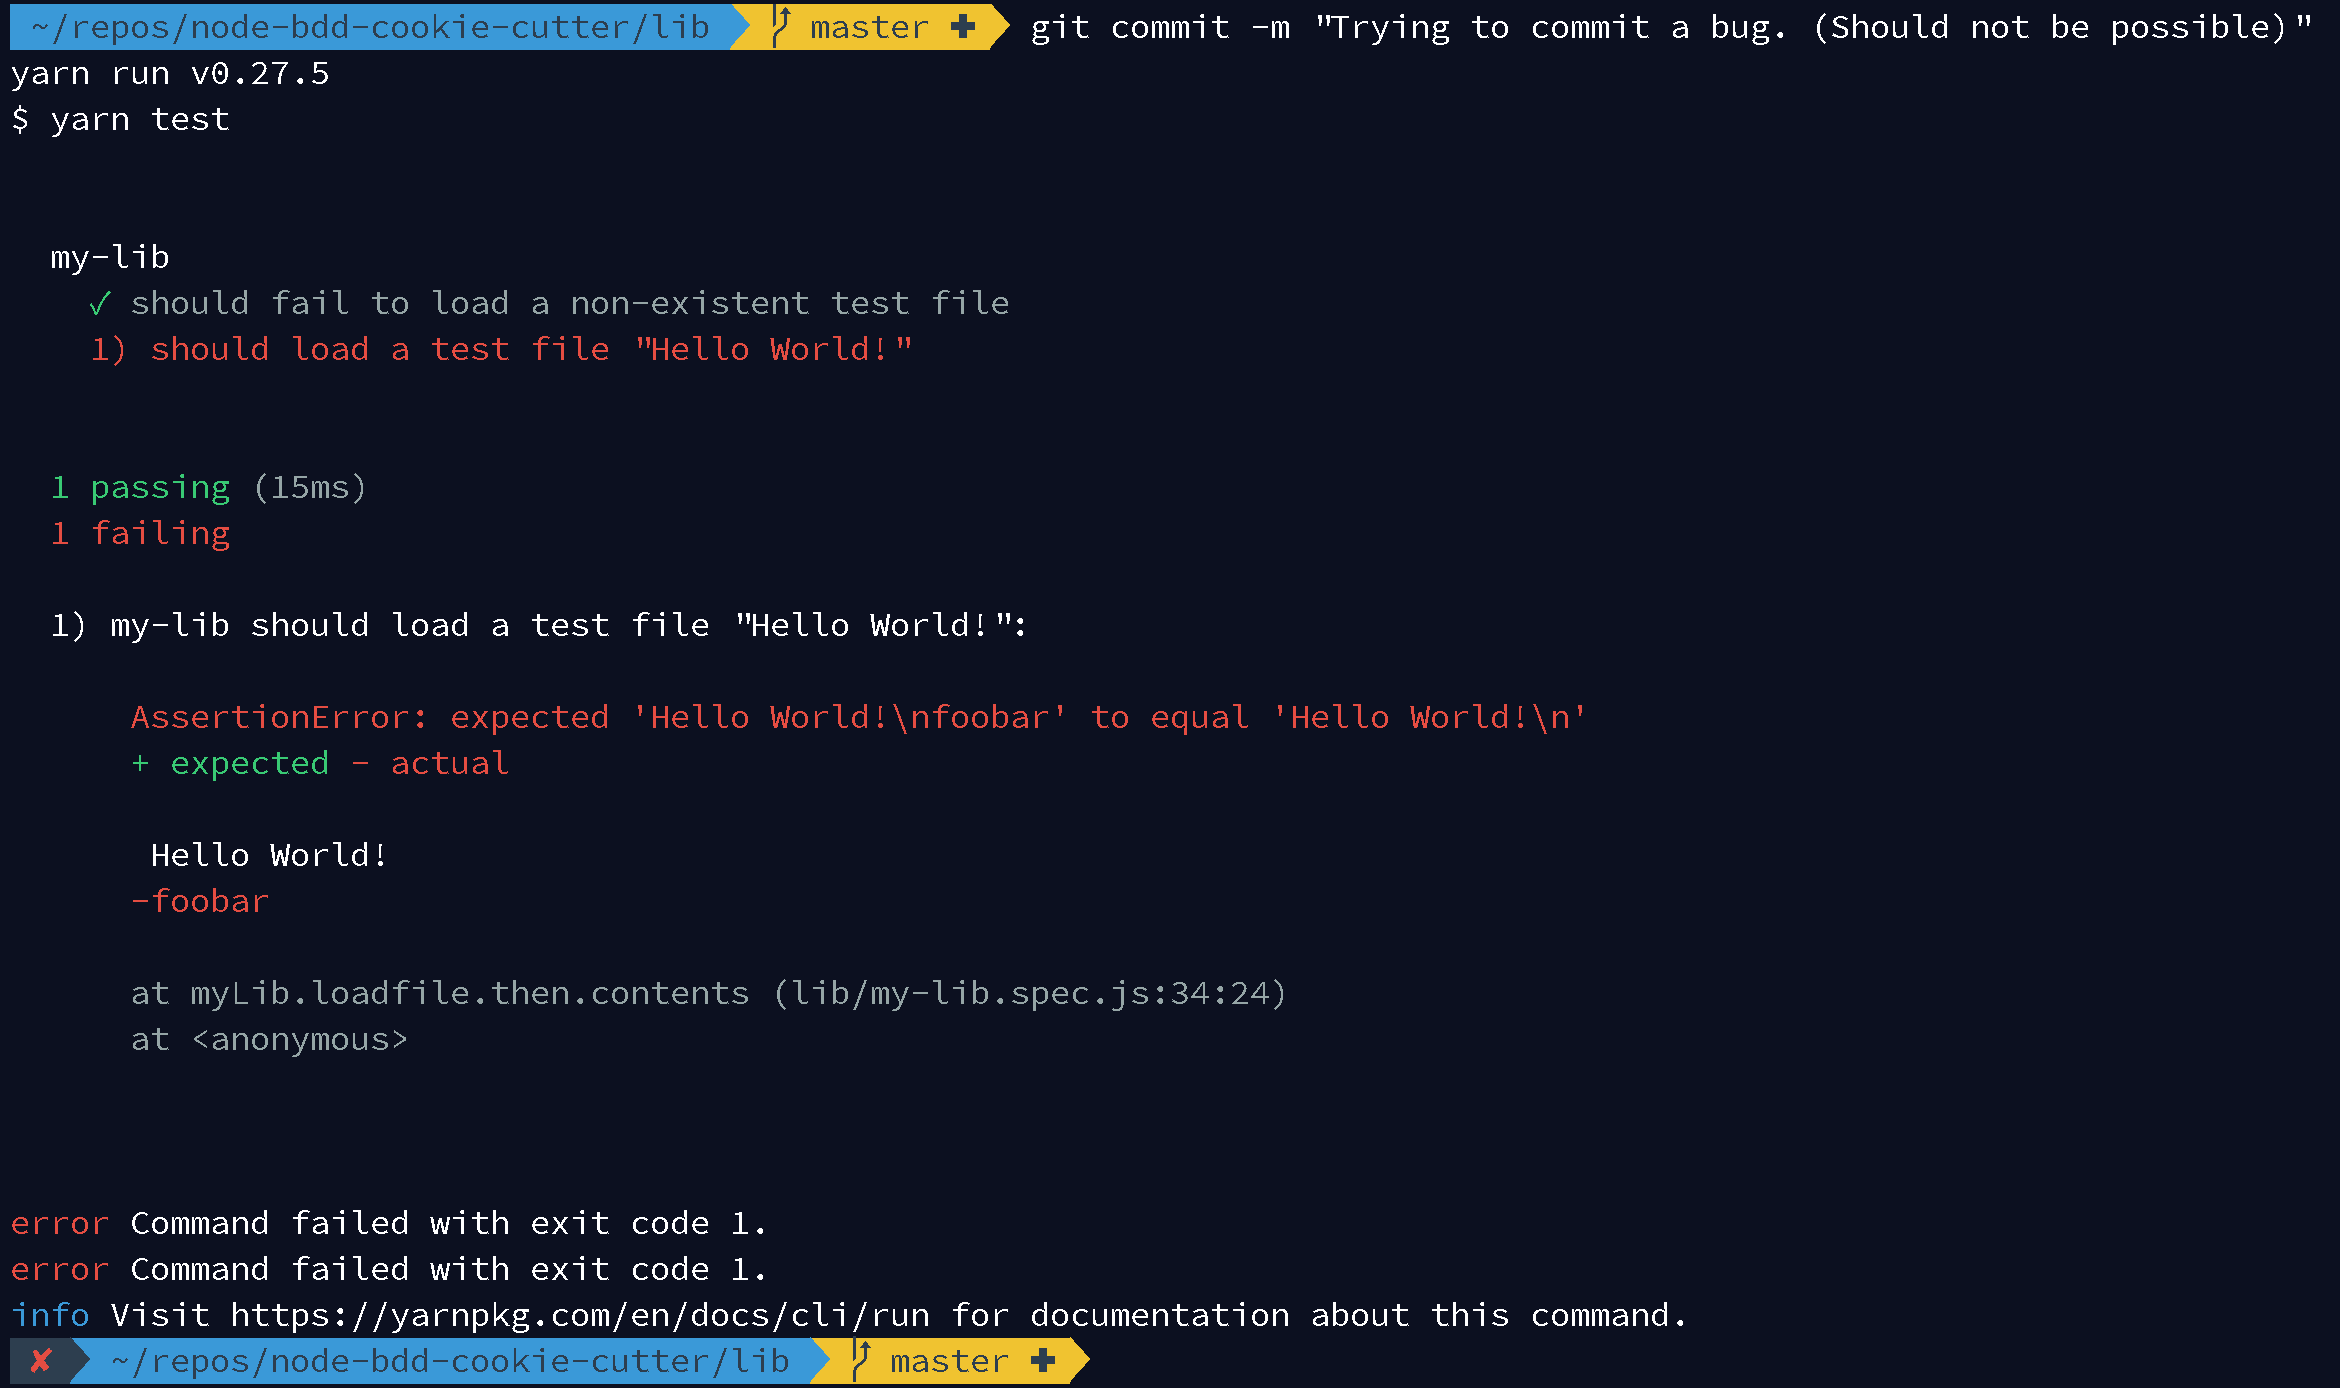 ~/repos/node-bdd-cookie-cutter/lib master ✚ git commit -m "Trying to commit a bug. (Should not be possible)"
yarn run v0.27.5
$ yarn test
my-lib
✓ should fail to load a non-existent test file
1) should load a test file "Hello World!"
1 passing (15ms)
1 failing
1) my-lib should load a test file "Hello World!":
AssertionError: expected 'Hello World!\nfoobar' to equal 'Hello World!\n'
+ expected - actual
Hello World!
-foobar
at myLib.loadfile.then.contents (lib/my-lib.spec.js:34:24)
at <anonymous>
error Command failed with exit code 1.
error Command failed with exit code 1.
info Visit https://yarnpkg.com/en/docs/cli/run for documentation about this command.
✘ ~/repos/node-bdd-cookie-cutter/lib master ✚